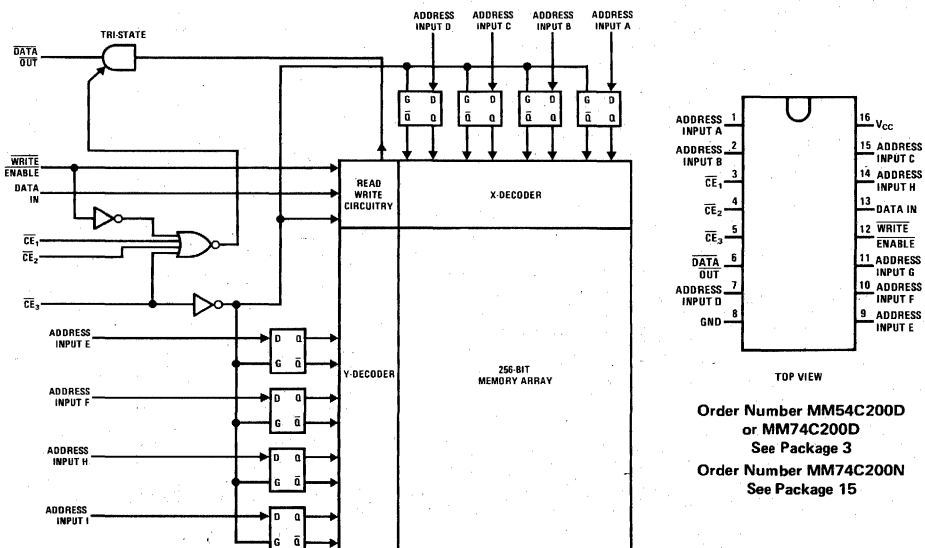 ADDRESS INPUT D
ADDRESS INPUT C
ADDRESS INPUT B
ADDRESS INPUT A
TRI-STATE
DATA OUT
G D
Q̅ Q
G D
Q̅ Q
G D
Q̅ Q
G D
Q̅ Q
WRITE ENABLE
DATA IN
READ WRITE CIRCUITRY
X-DECODER
CE1
CE2
CE3
ADDRESS INPUT E
D Q
G Q̅
Y-DECODER
256-BIT MEMORY ARRAY
ADDRESS INPUT F
D Q
G Q̅
ADDRESS INPUT H
D Q
G Q̅
ADDRESS INPUT I
D Q
G Q̅
ADDRESS INPUT A 1
ADDRESS INPUT B 2
CE1 3
CE2 4
CE3 5
DATA OUT 6
ADDRESS INPUT D 7
GND 8
16 VCC
15 ADDRESS INPUT C
14 ADDRESS INPUT H
13 DATA IN
12 WRITE ENABLE
11 ADDRESS INPUT G
10 ADDRESS INPUT F
9 ADDRESS INPUT E
TOP VIEW
Order Number MM54C200D
or MM74C200D
See Package 3
Order Number MM74C200N
See Package 15